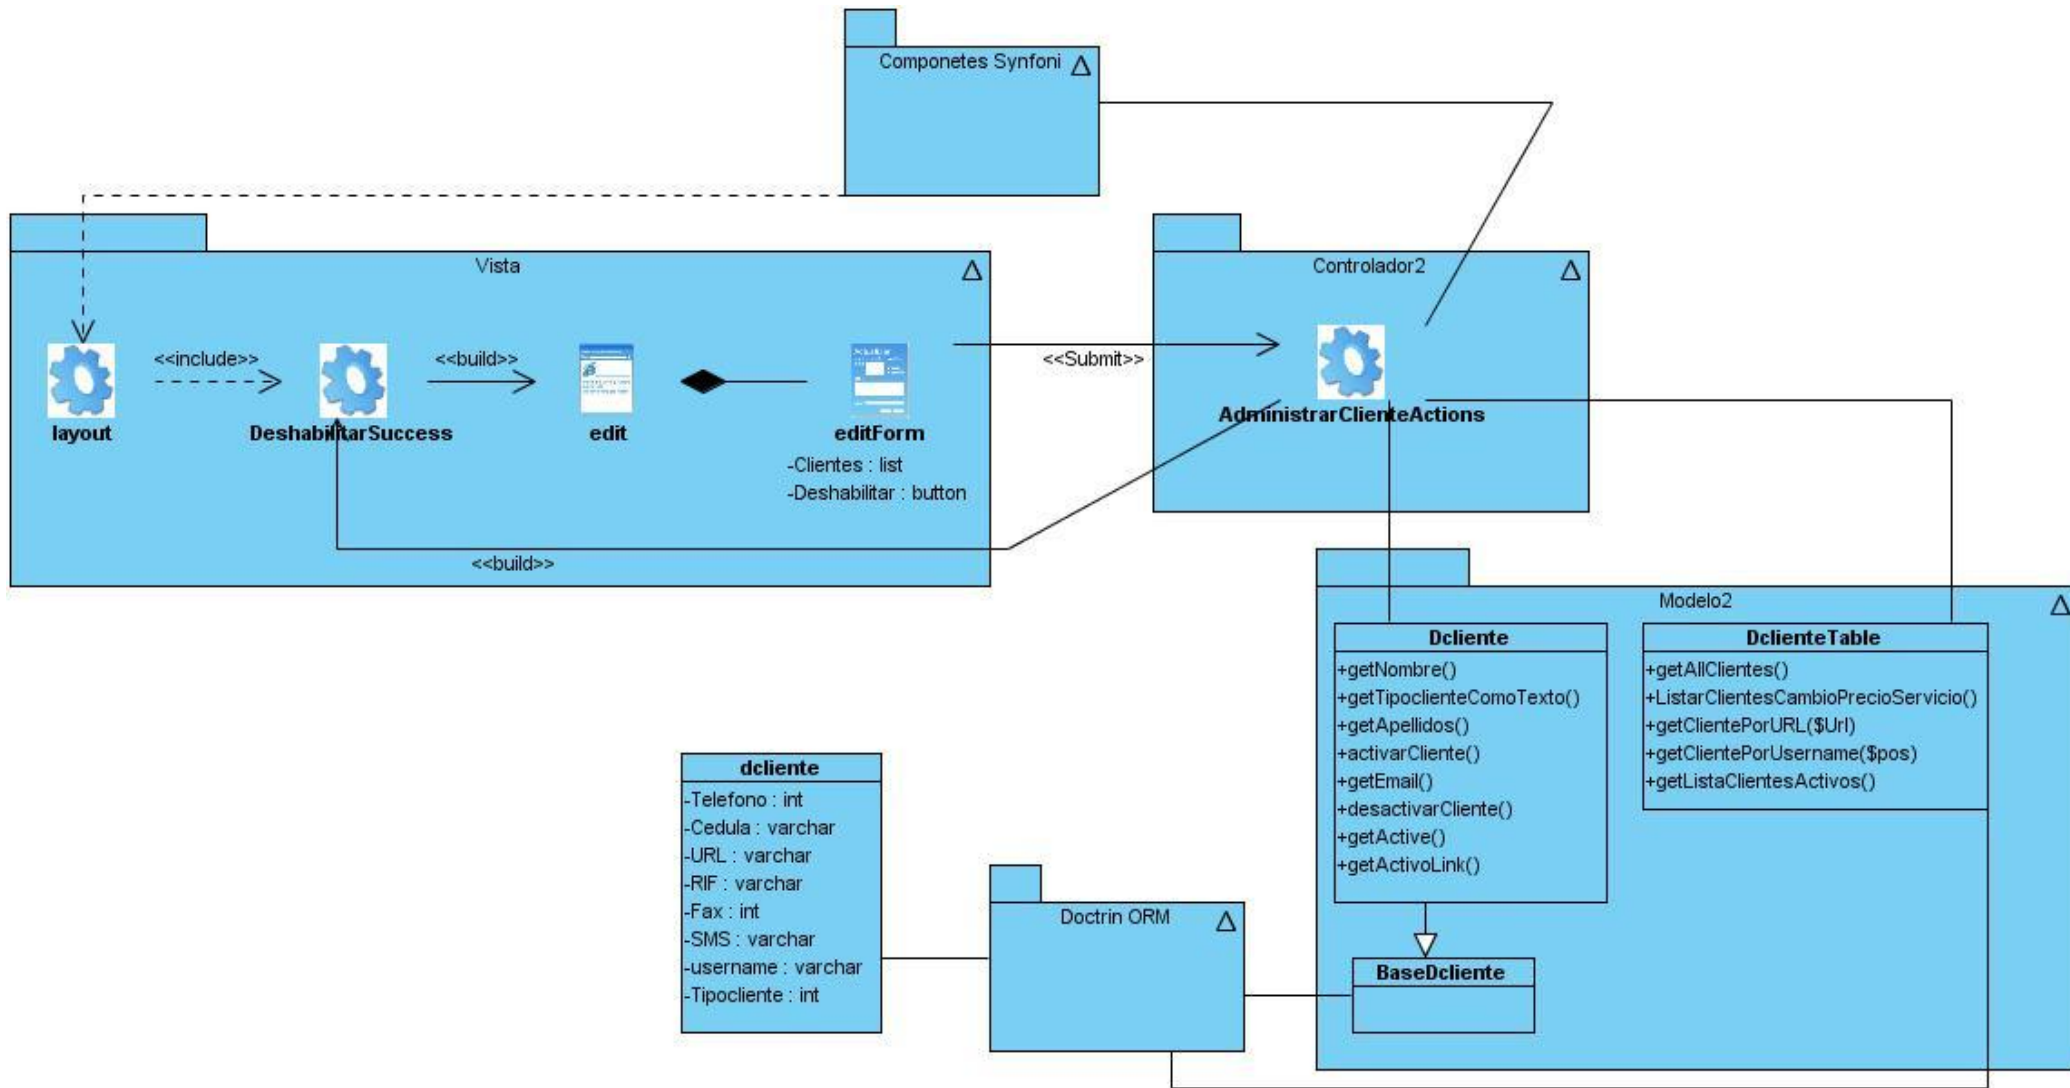 Componetes Synfoni
Vista
Controlador2
<<include>>
<<build>>
<<Submit>>
layout
DeshabilitarSuccess
edit
editForm
-Clientes : list
-Deshabilitar : button
AdministrarClienteActions
<<build>>
Modelo2
Dcliente
+getNombre()
+getTipoclienteComoTexto()
+getApellidos()
+activarCliente()
+getEmail()
+desactivarCliente()
+getActive()
+getActivoLink()
DclienteTable
+getAllClientes()
+ListarClientesCambioPrecioServicio()
+getClientePorURL($Url)
+getClientePorUsername($pos)
+getListaClientesActivos()
dcliente
-Telefono : int
-Cedula : varchar
-URL : varchar
-RIF : varchar
-Fax : int
-SMS : varchar
-username : varchar
-Tipocliente : int
Doctrin ORM
BaseDcliente